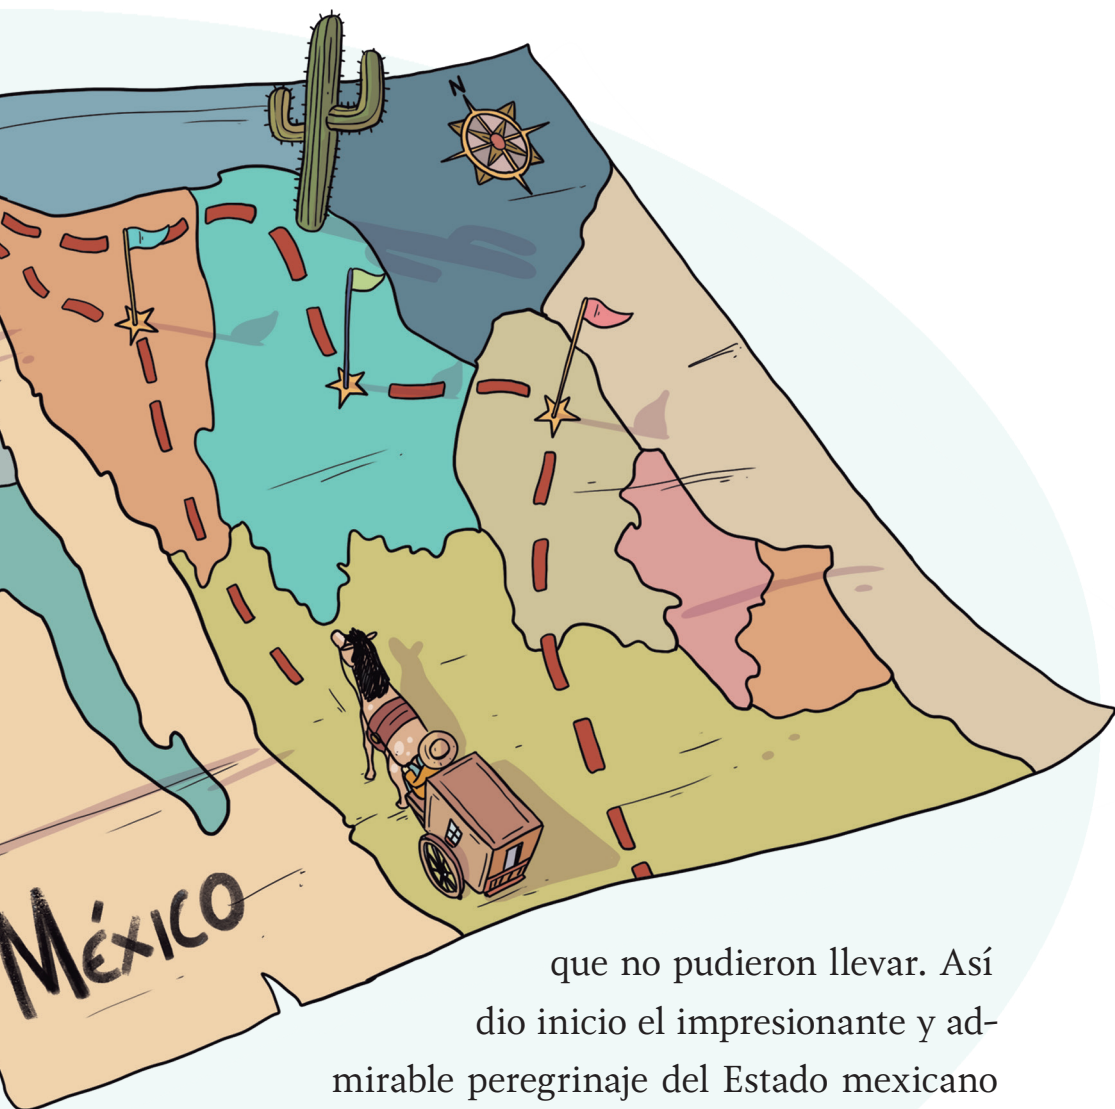 N
México
que no pudieron llevar. Así
dio inicio el impresionante y ad-
mirable peregrinaje del Estado mexicano